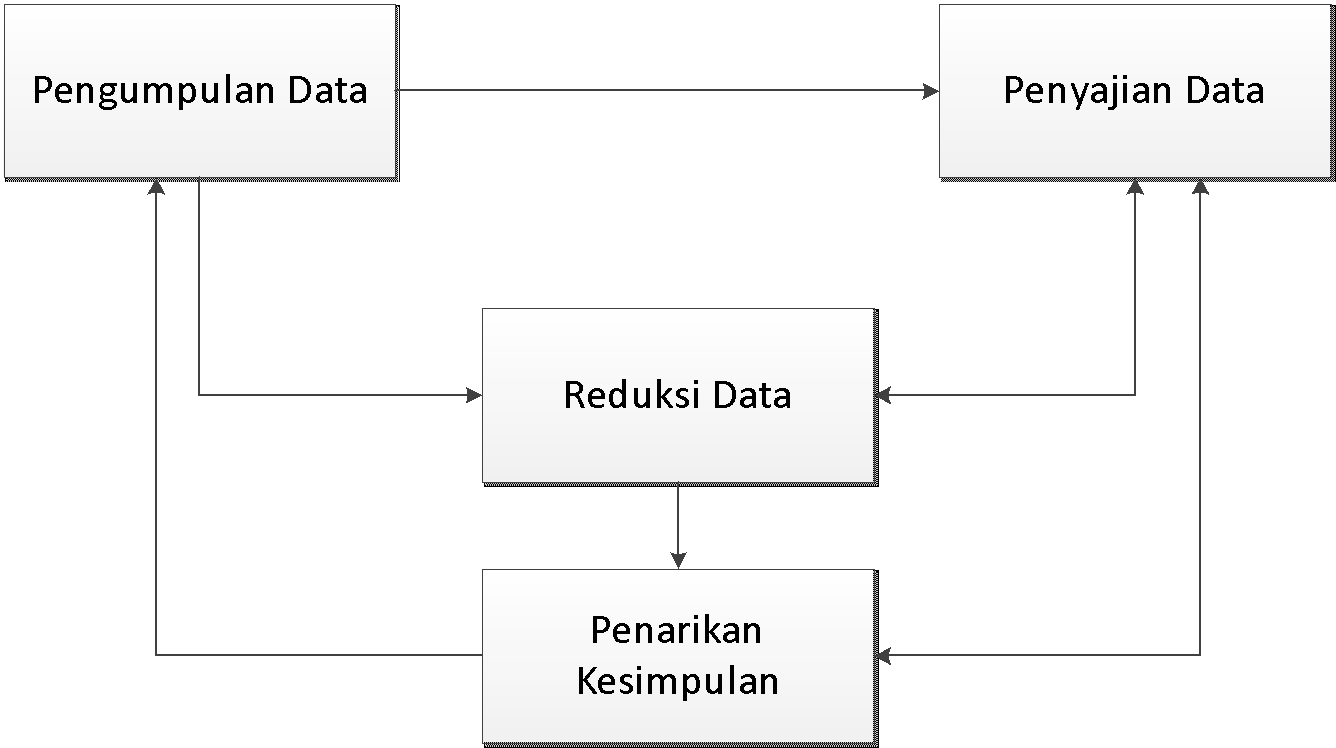 Pengumpulan Data
Penyajian Data
Reduksi Data
Penarikan
Kesimpulan